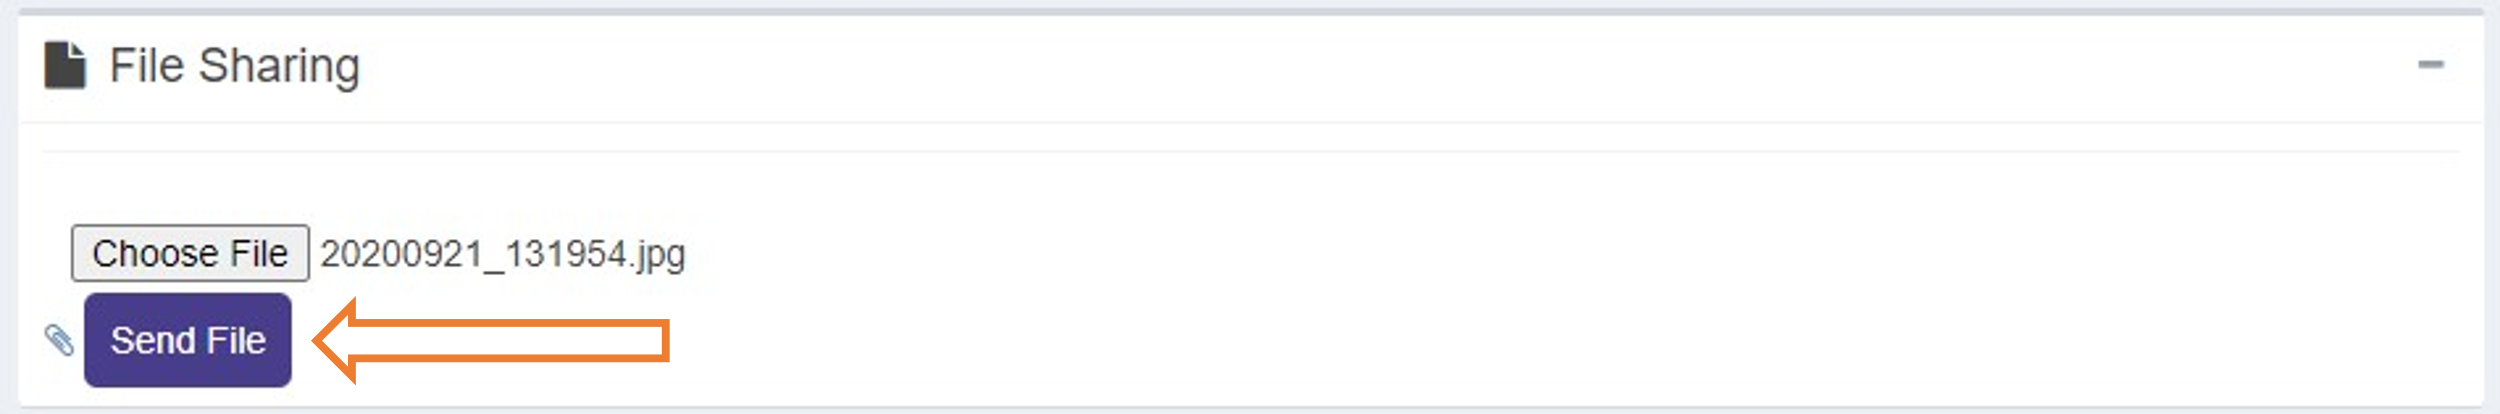 File Sharing
Choose File 20200921_131954.jpg
Send File